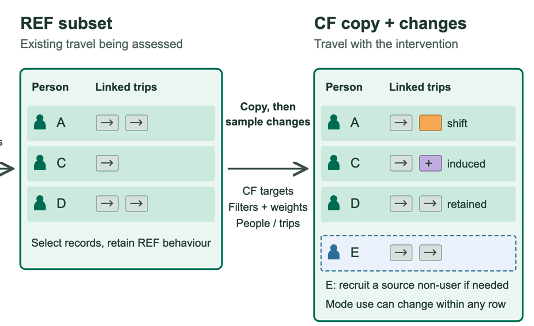 REF subset
Existing travel being assessed
Person Linked trips
A → →
C →
D → →
Select records, retain REF behaviour
s
Copy, then
sample changes
CF targets
Filters + weights
People / trips
CF copy + changes
Travel with the intervention
Person Linked trips
A → shift
C → + induced
D → → retained
E → →
E: recruit a source non-user if needed
Mode use can change within any row